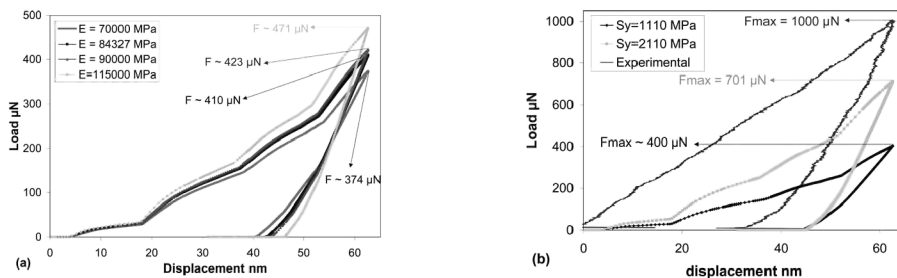 500
400
300
200
100
0
Load µN
E = 70000 MPa
E = 84327 MPa
E = 90000 MPa
E=115000 MPa
F ~ 471 µN
F ~ 423 µN
F ~ 410 µN
F ~ 374 µN
0 10 20 30 40 50 60
Displacement nm
(a)
1000
800
600
400
200
0
Load µN
Sy=1110 MPa
Sy=2110 MPa
Experimental
Fmax = 1000 µN
Fmax = 701 µN
Fmax ~ 400 µN
0 20 40 60
displacement nm
(b)